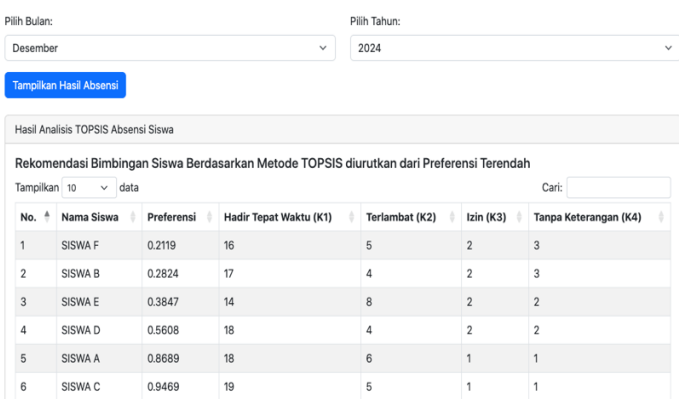 Pilih Bulan: Pilih Tahun:
Desember 2024
Tampilkan Hasil Absensi
Hasil Analisis TOPSIS Absensi Siswa
Rekomendasi Bimbingan Siswa Berdasarkan Metode TOPSIS diurutkan dari Preferensi Terendah
Tampilkan 10 data Cari:
No. Nama Siswa Preferensi Hadir Tepat Waktu (K1) Terlambat (K2) Izin (K3) Tanpa Keterangan (K4)
1 SISWA F 0.2119 16 5 2 3
2 SISWA B 0.2824 17 4 2 3
3 SISWA E 0.3847 14 8 2 2
4 SISWA D 0.5608 18 4 2 2
5 SISWA A 0.8689 18 6 1 1
6 SISWA C 0.9469 19 5 1 1